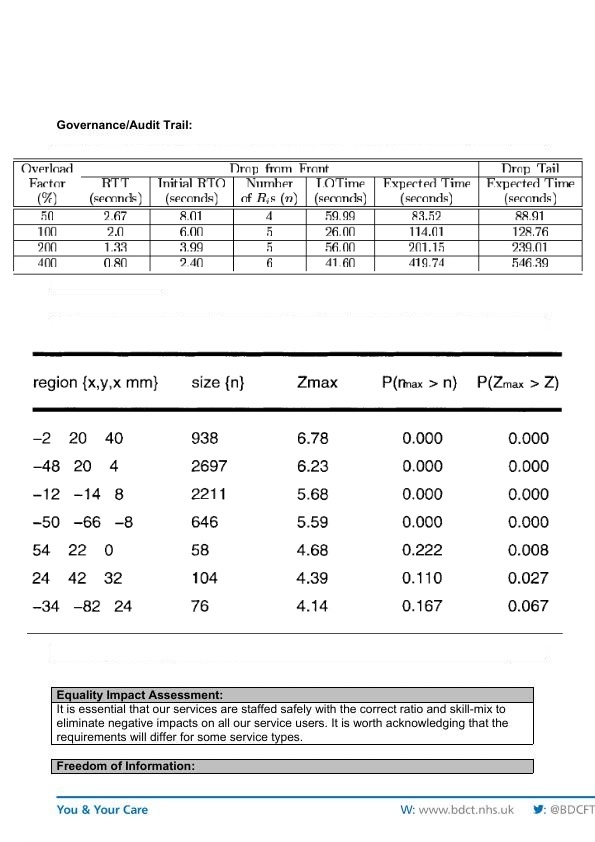 Governance/Audit Trail:
Overload Drop from Front Drop Tail
Factor RTT Initial RTO Number LOTime Expected Time Expected Time
(%) (seconds) (seconds) of Rᵢs (n) (seconds) (seconds) (seconds)
50 2.67 8.01 4 59.99 83.52 88.91
100 2.0 6.00 5 26.00 114.01 128.76
200 1.33 3.99 5 56.00 201.15 239.01
400 0.80 2.40 6 41.60 419.74 546.39
region {x,y,x mm} size {n} Zmax P(nmax > n) P(Zmax > Z)
−2 20 40 938 6.78 0.000 0.000
−48 20 4 2697 6.23 0.000 0.000
−12 −14 8 2211 5.68 0.000 0.000
−50 −66 −8 646 5.59 0.000 0.000
54 22 0 58 4.68 0.222 0.008
24 42 32 104 4.39 0.110 0.027
−34 −82 24 76 4.14 0.167 0.067
Equality Impact Assessment:
It is essential that our services are staffed safely with the correct ratio and skill-mix to
eliminate negative impacts on all our service users. It is worth acknowledging that the
requirements will differ for some service types.
Freedom of Information:
You & Your Care W: www.bdct.nhs.uk : @BDCFT